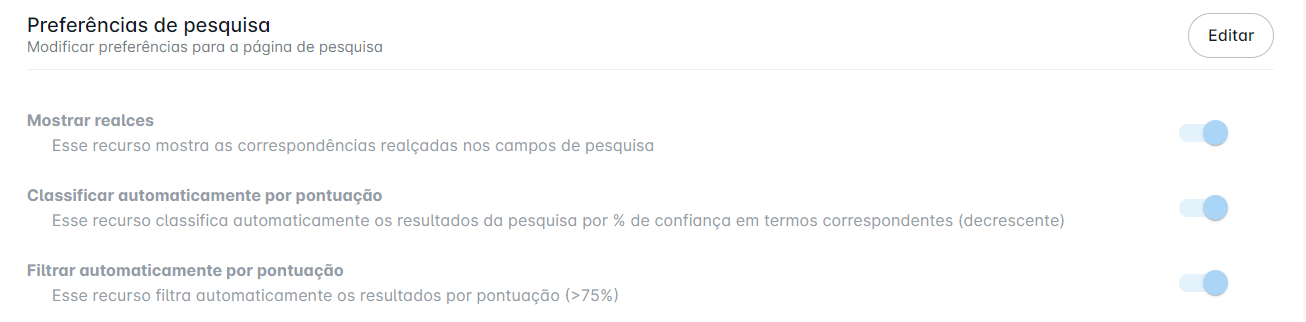 Preferências de pesquisa
Modificar preferências para a página de pesquisa
Editar
Mostrar realces
Esse recurso mostra as correspondências realçadas nos campos de pesquisa
Classificar automaticamente por pontuação
Esse recurso classifica automaticamente os resultados da pesquisa por % de confiança em termos correspondentes (decrescente)
Filtrar automaticamente por pontuação
Esse recurso filtra automaticamente os resultados por pontuação (>75%)